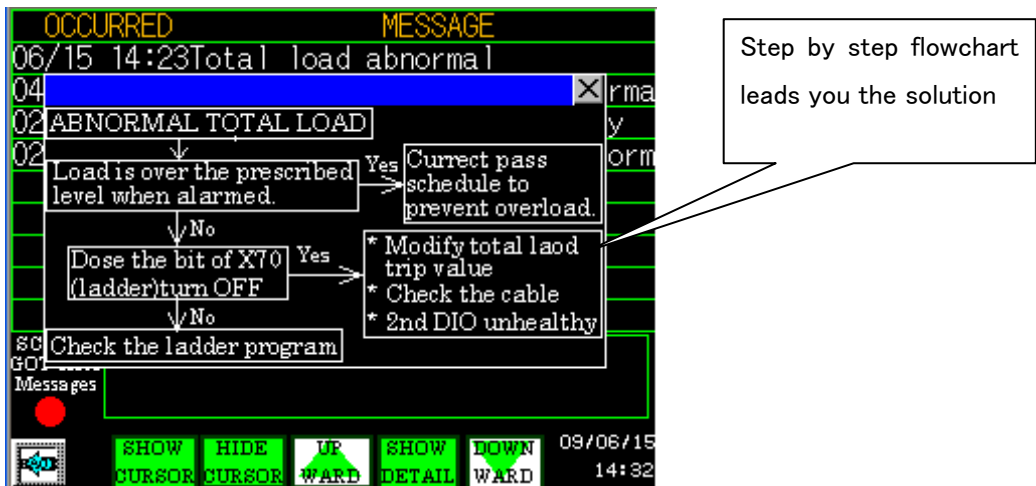 OCCURRED MESSAGE
06/15 14:23Total load abnormal
04 rma
02 y
02 orm
ABNORMAL TOTAL LOAD
Load is over the prescribed
level when alarmed.
Yes
Currect pass
schedule to
prevent overload.
No
Dose the bit of X70
(ladder)turn OFF
Yes
* Modify total laod
trip value
* Check the cable
* 2nd DIO unhealthy
No
Check the ladder program
SC
GOT
Messages
SHOW
CURSOR
HIDE
CURSOR
UP
WARD
SHOW
DETAIL
DOWN
WARD
09/06/15
14:32
Step by step flowchart
leads you the solution